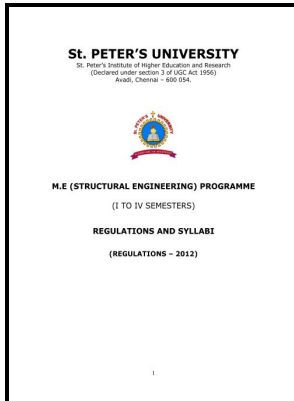 St. PETER'S UNIVERSITY
St. Peter's Institute of Higher Education and Research
(Declared under section 3 of UGC Act 1956)
Avadi, Chennai – 600 054.
M.E (STRUCTURAL ENGINEERING) PROGRAMME
(I TO IV SEMESTERS)
REGULATIONS AND SYLLABI
(REGULATIONS – 2012)
1